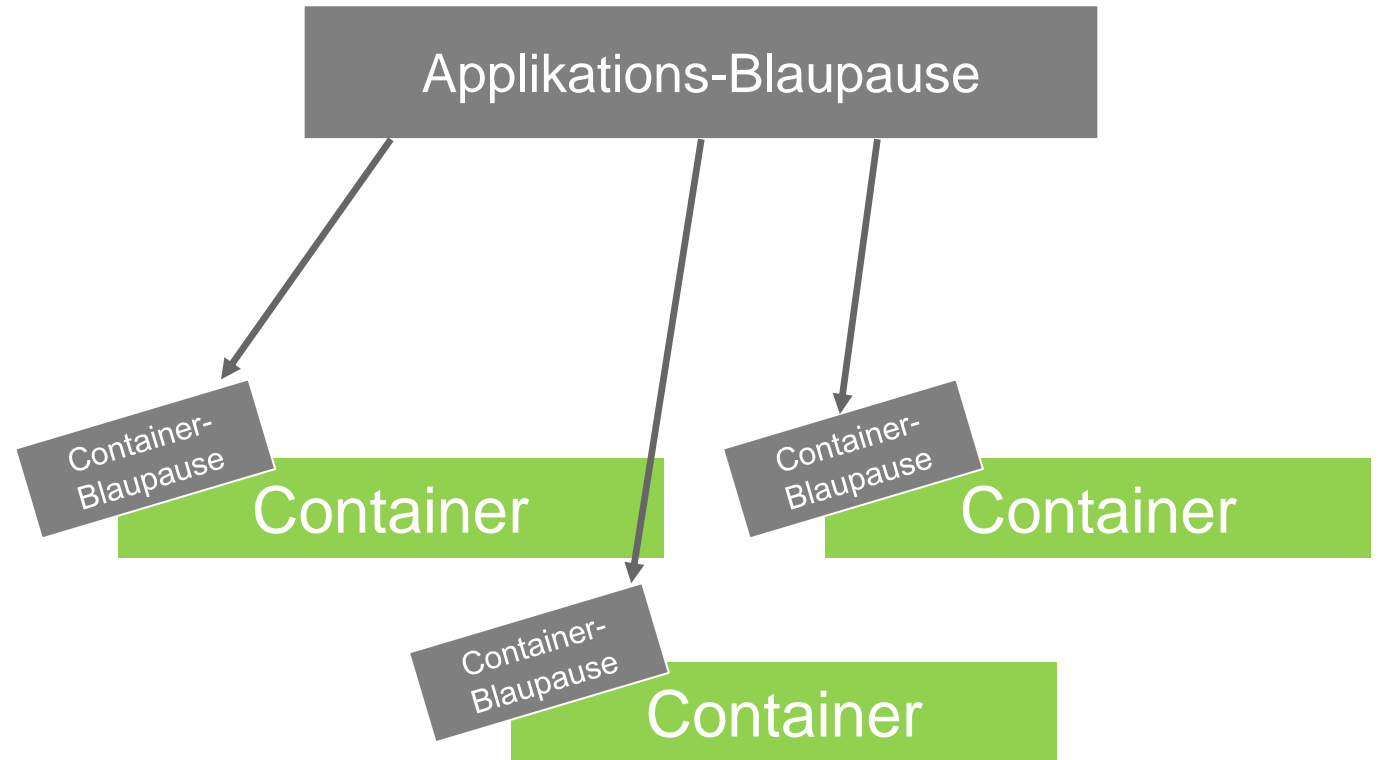 Applikations-Blaupause
Container-
Blaupause
Container
Container-
Blaupause
Container
Container-
Blaupause
Container